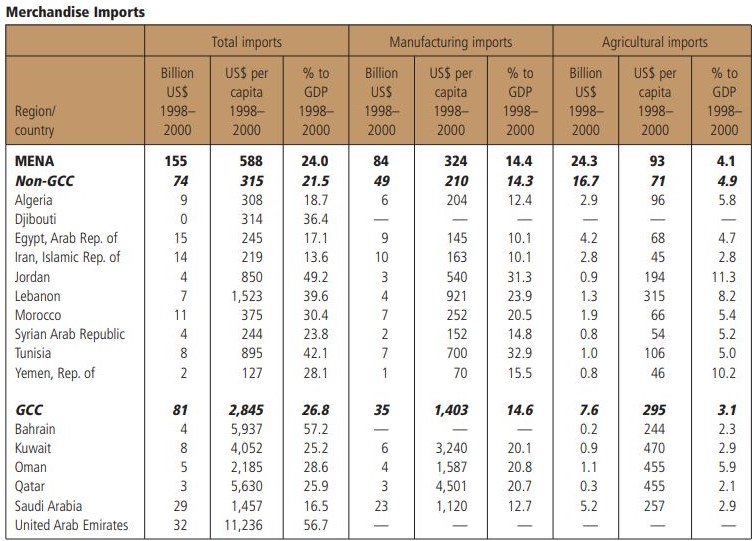 Merchandise Imports
Total imports Manufacturing imports Agricultural imports
Billion US$ per % to Billion US$ per % to Billion US$ per % to
US$ capita GDP US$ capita GDP US$ capita GDP
Region/ 1998– 1998– 1998– 1998– 1998– 1998– 1998– 1998– 1998–
country 2000 2000 2000 2000 2000 2000 2000 2000 2000
MENA 155 588 24.0 84 324 14.4 24.3 93 4.1
Non-GCC 74 315 21.5 49 210 14.3 16.7 71 4.9
Algeria 9 308 18.7 6 204 12.4 2.9 96 5.8
Djibouti 0 314 36.4 — — — — — —
Egypt, Arab Rep. of 15 245 17.1 9 145 10.1 4.2 68 4.7
Iran, Islamic Rep. of 14 219 13.6 10 163 10.1 2.8 45 2.8
Jordan 4 850 49.2 3 540 31.3 0.9 194 11.3
Lebanon 7 1,523 39.6 4 921 23.9 1.3 315 8.2
Morocco 11 375 30.4 7 252 20.5 1.9 66 5.4
Syrian Arab Republic 4 244 23.8 2 152 14.8 0.8 54 5.2
Tunisia 8 895 42.1 7 700 32.9 1.0 106 5.0
Yemen, Rep. of 2 127 28.1 1 70 15.5 0.8 46 10.2
GCC 81 2,845 26.8 35 1,403 14.6 7.6 295 3.1
Bahrain 4 5,937 57.2 — — — 0.2 244 2.3
Kuwait 8 4,052 25.2 6 3,240 20.1 0.9 470 2.9
Oman 5 2,185 28.6 4 1,587 20.8 1.1 455 5.9
Qatar 3 5,630 25.9 3 4,501 20.7 0.3 455 2.1
Saudi Arabia 29 1,457 16.5 23 1,120 12.7 5.2 257 2.9
United Arab Emirates 32 11,236 56.7 — — — — — —